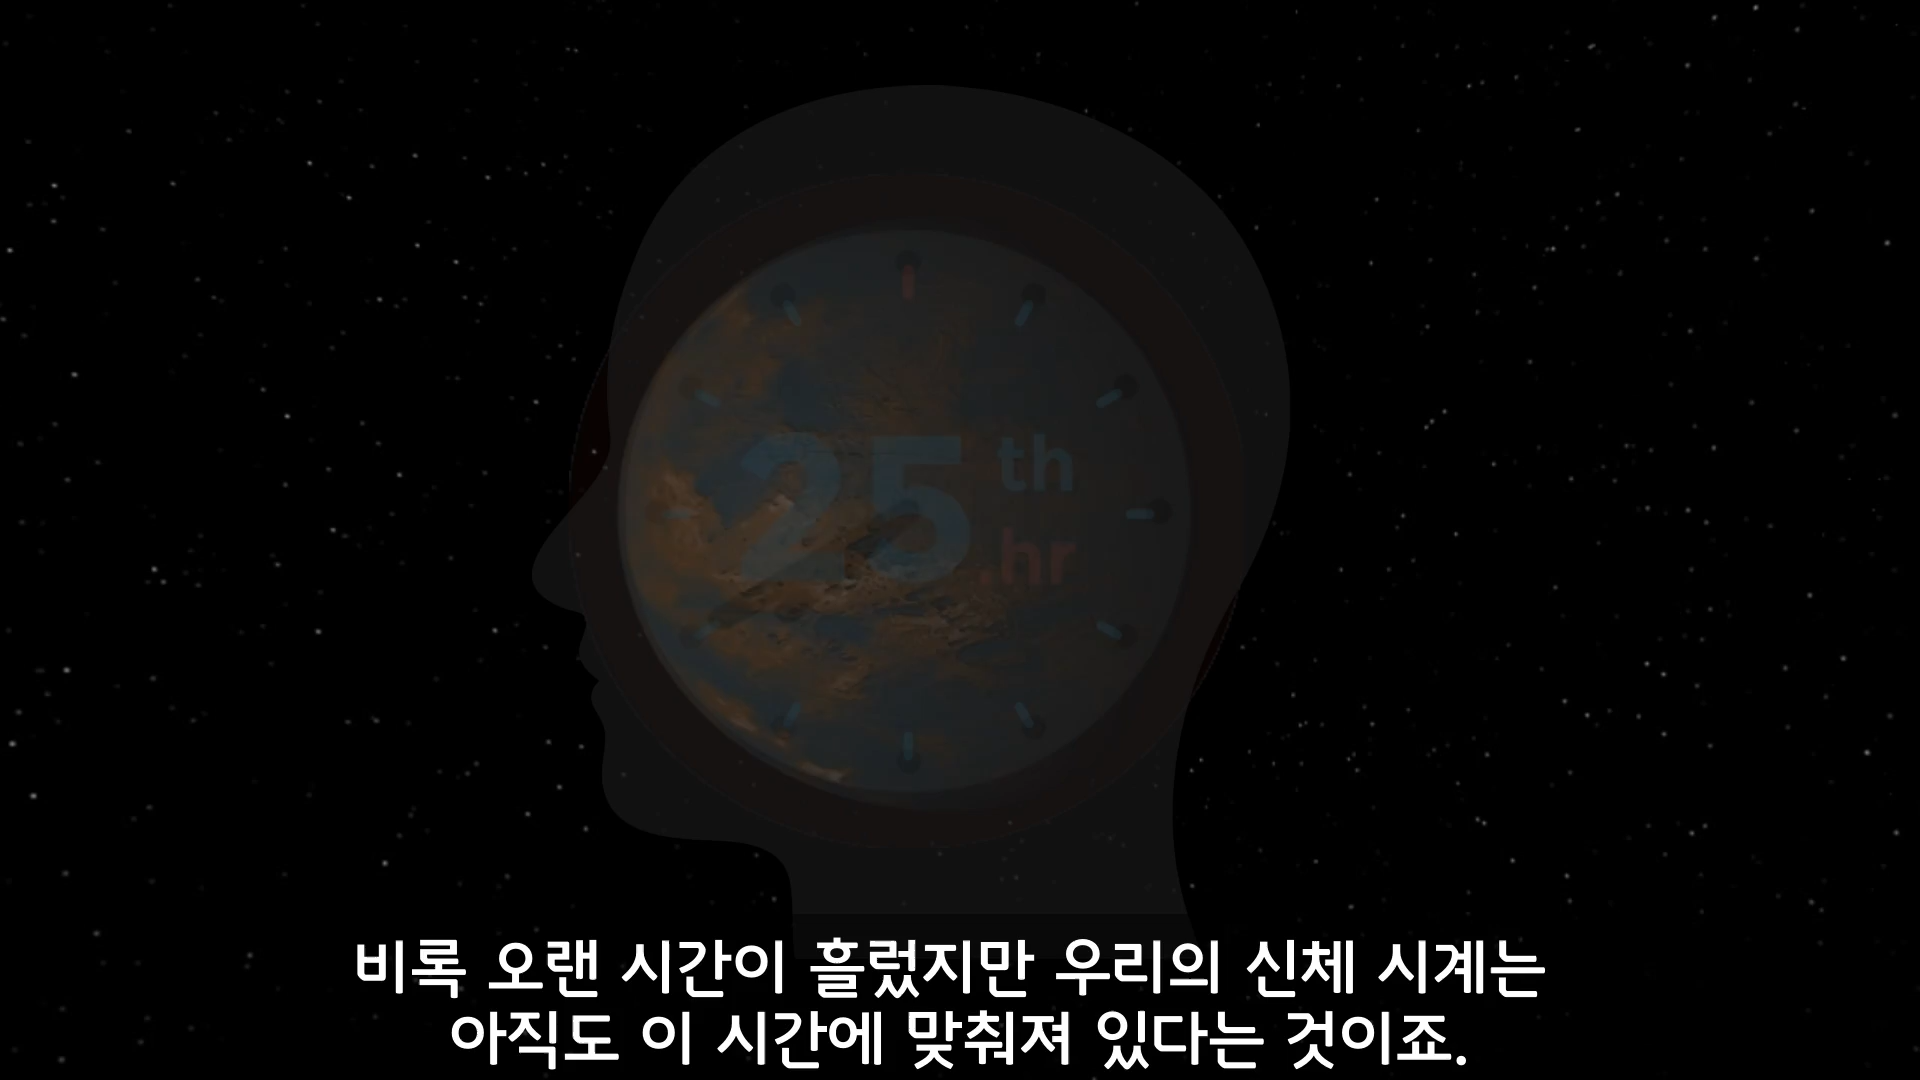 25th
.hr
비록 오랜 시간이 흘렀지만 우리의 신체 시계는
아직도 이 시간에 맞춰져 있다는 것이죠.